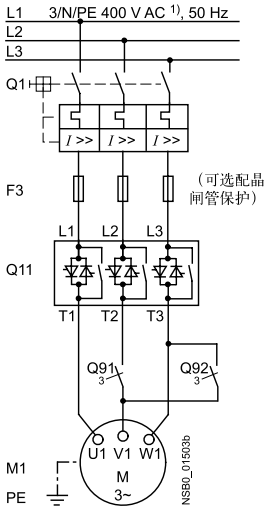 L1 3/N/PE 400 V AC 1), 50 Hz
L2
L3
Q1
I >> I >> I >>
F3
(可选配晶
闸管保护)
L1 L2 L3
Q11
T1 T2 T3
Q91
3
Q92
3
U1 V1 W1
M1
M
3~
PE
NSB0_01503b